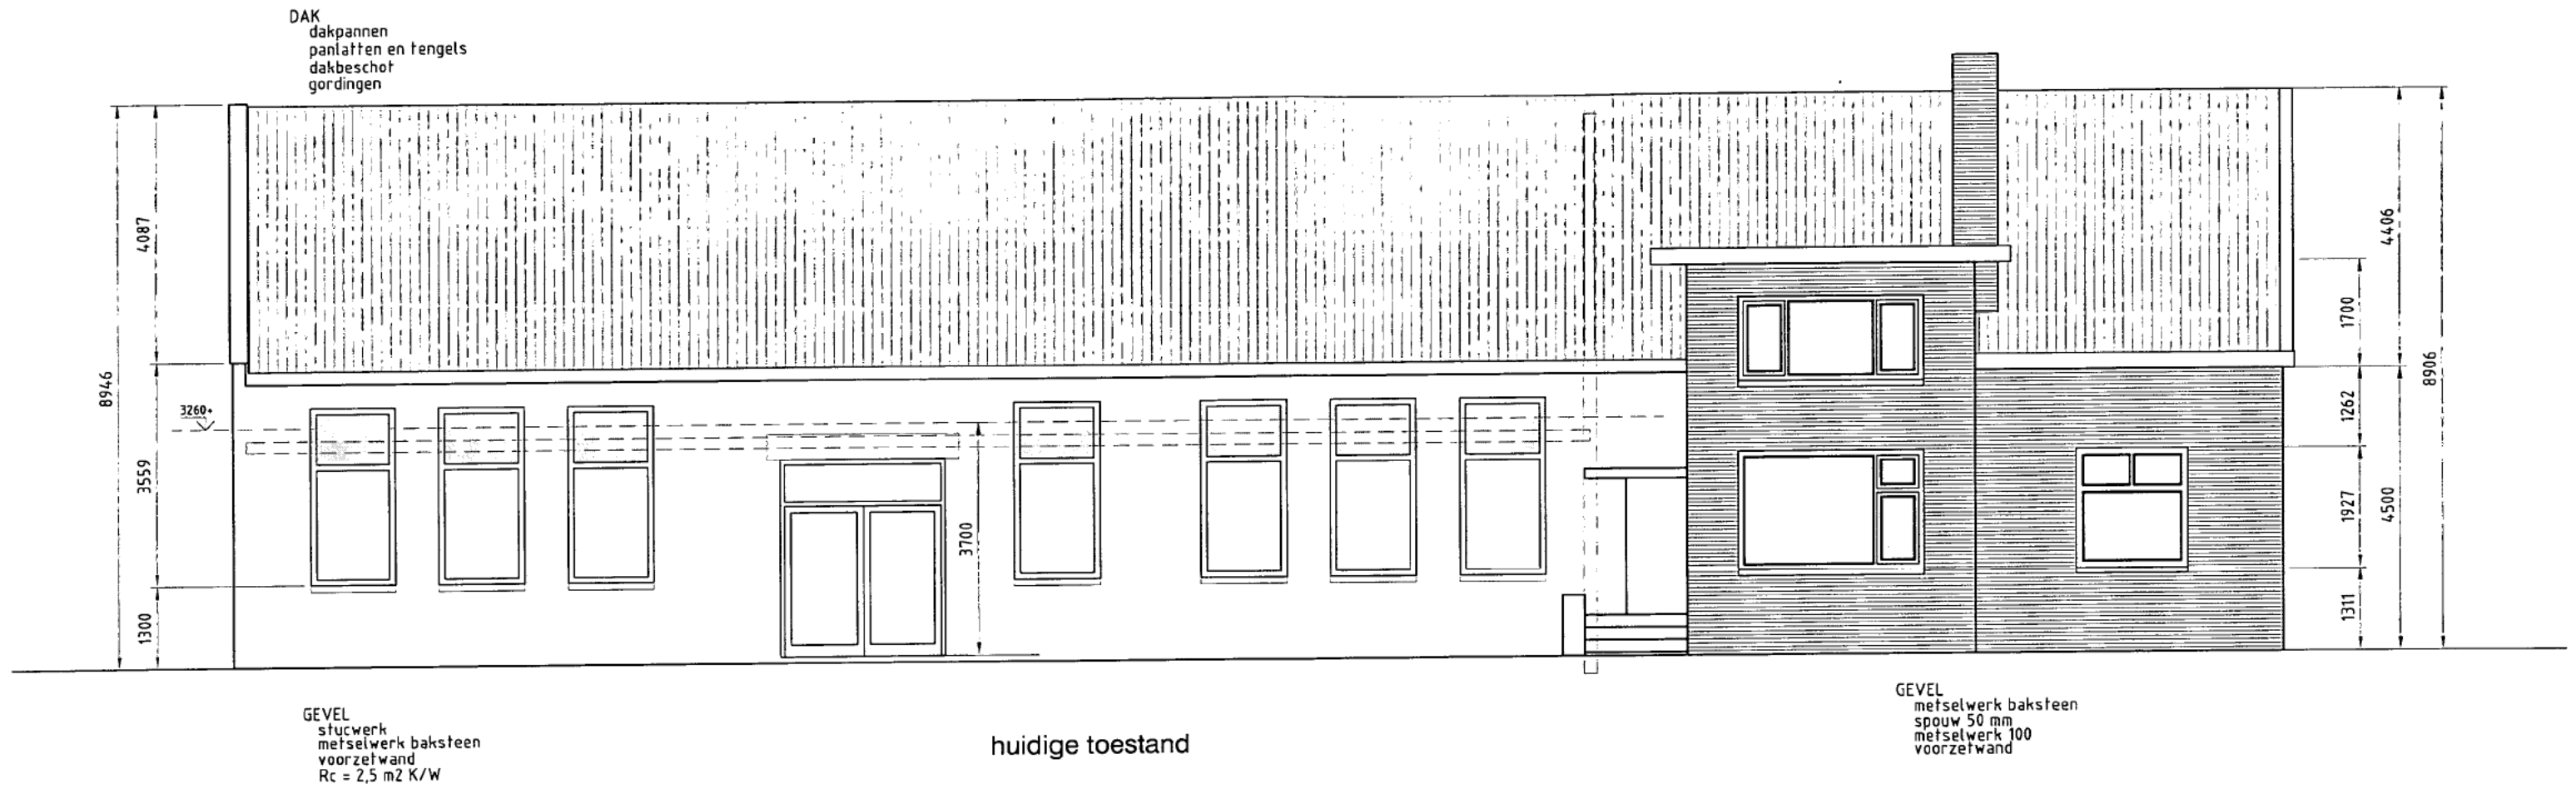 DAK
dakpannen
panlatten en tengels
dakbeschot
gordingen
8946
4087
3559
1300
3260+
3700
4406
1700
8906
1262
1927
4500
1311
GEVEL
stucwerk
metselwerk baksteen
voorzetwand
Rc = 2,5 m2 K/W
huidige toestand
GEVEL
metselwerk baksteen
spouw 50 mm
metselwerk 100
voorzetwand